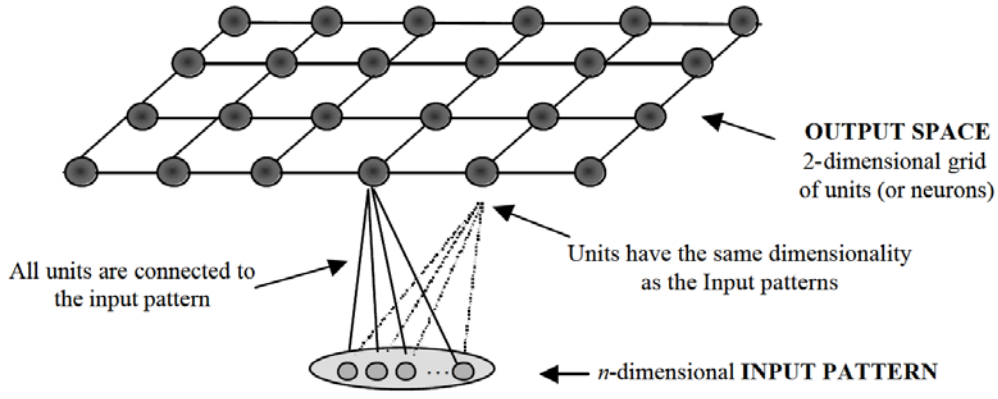 OUTPUT SPACE
2-dimensional grid
of units (or neurons)
Units have the same dimensionality
as the Input patterns
All units are connected to
the input pattern
n-dimensional INPUT PATTERN